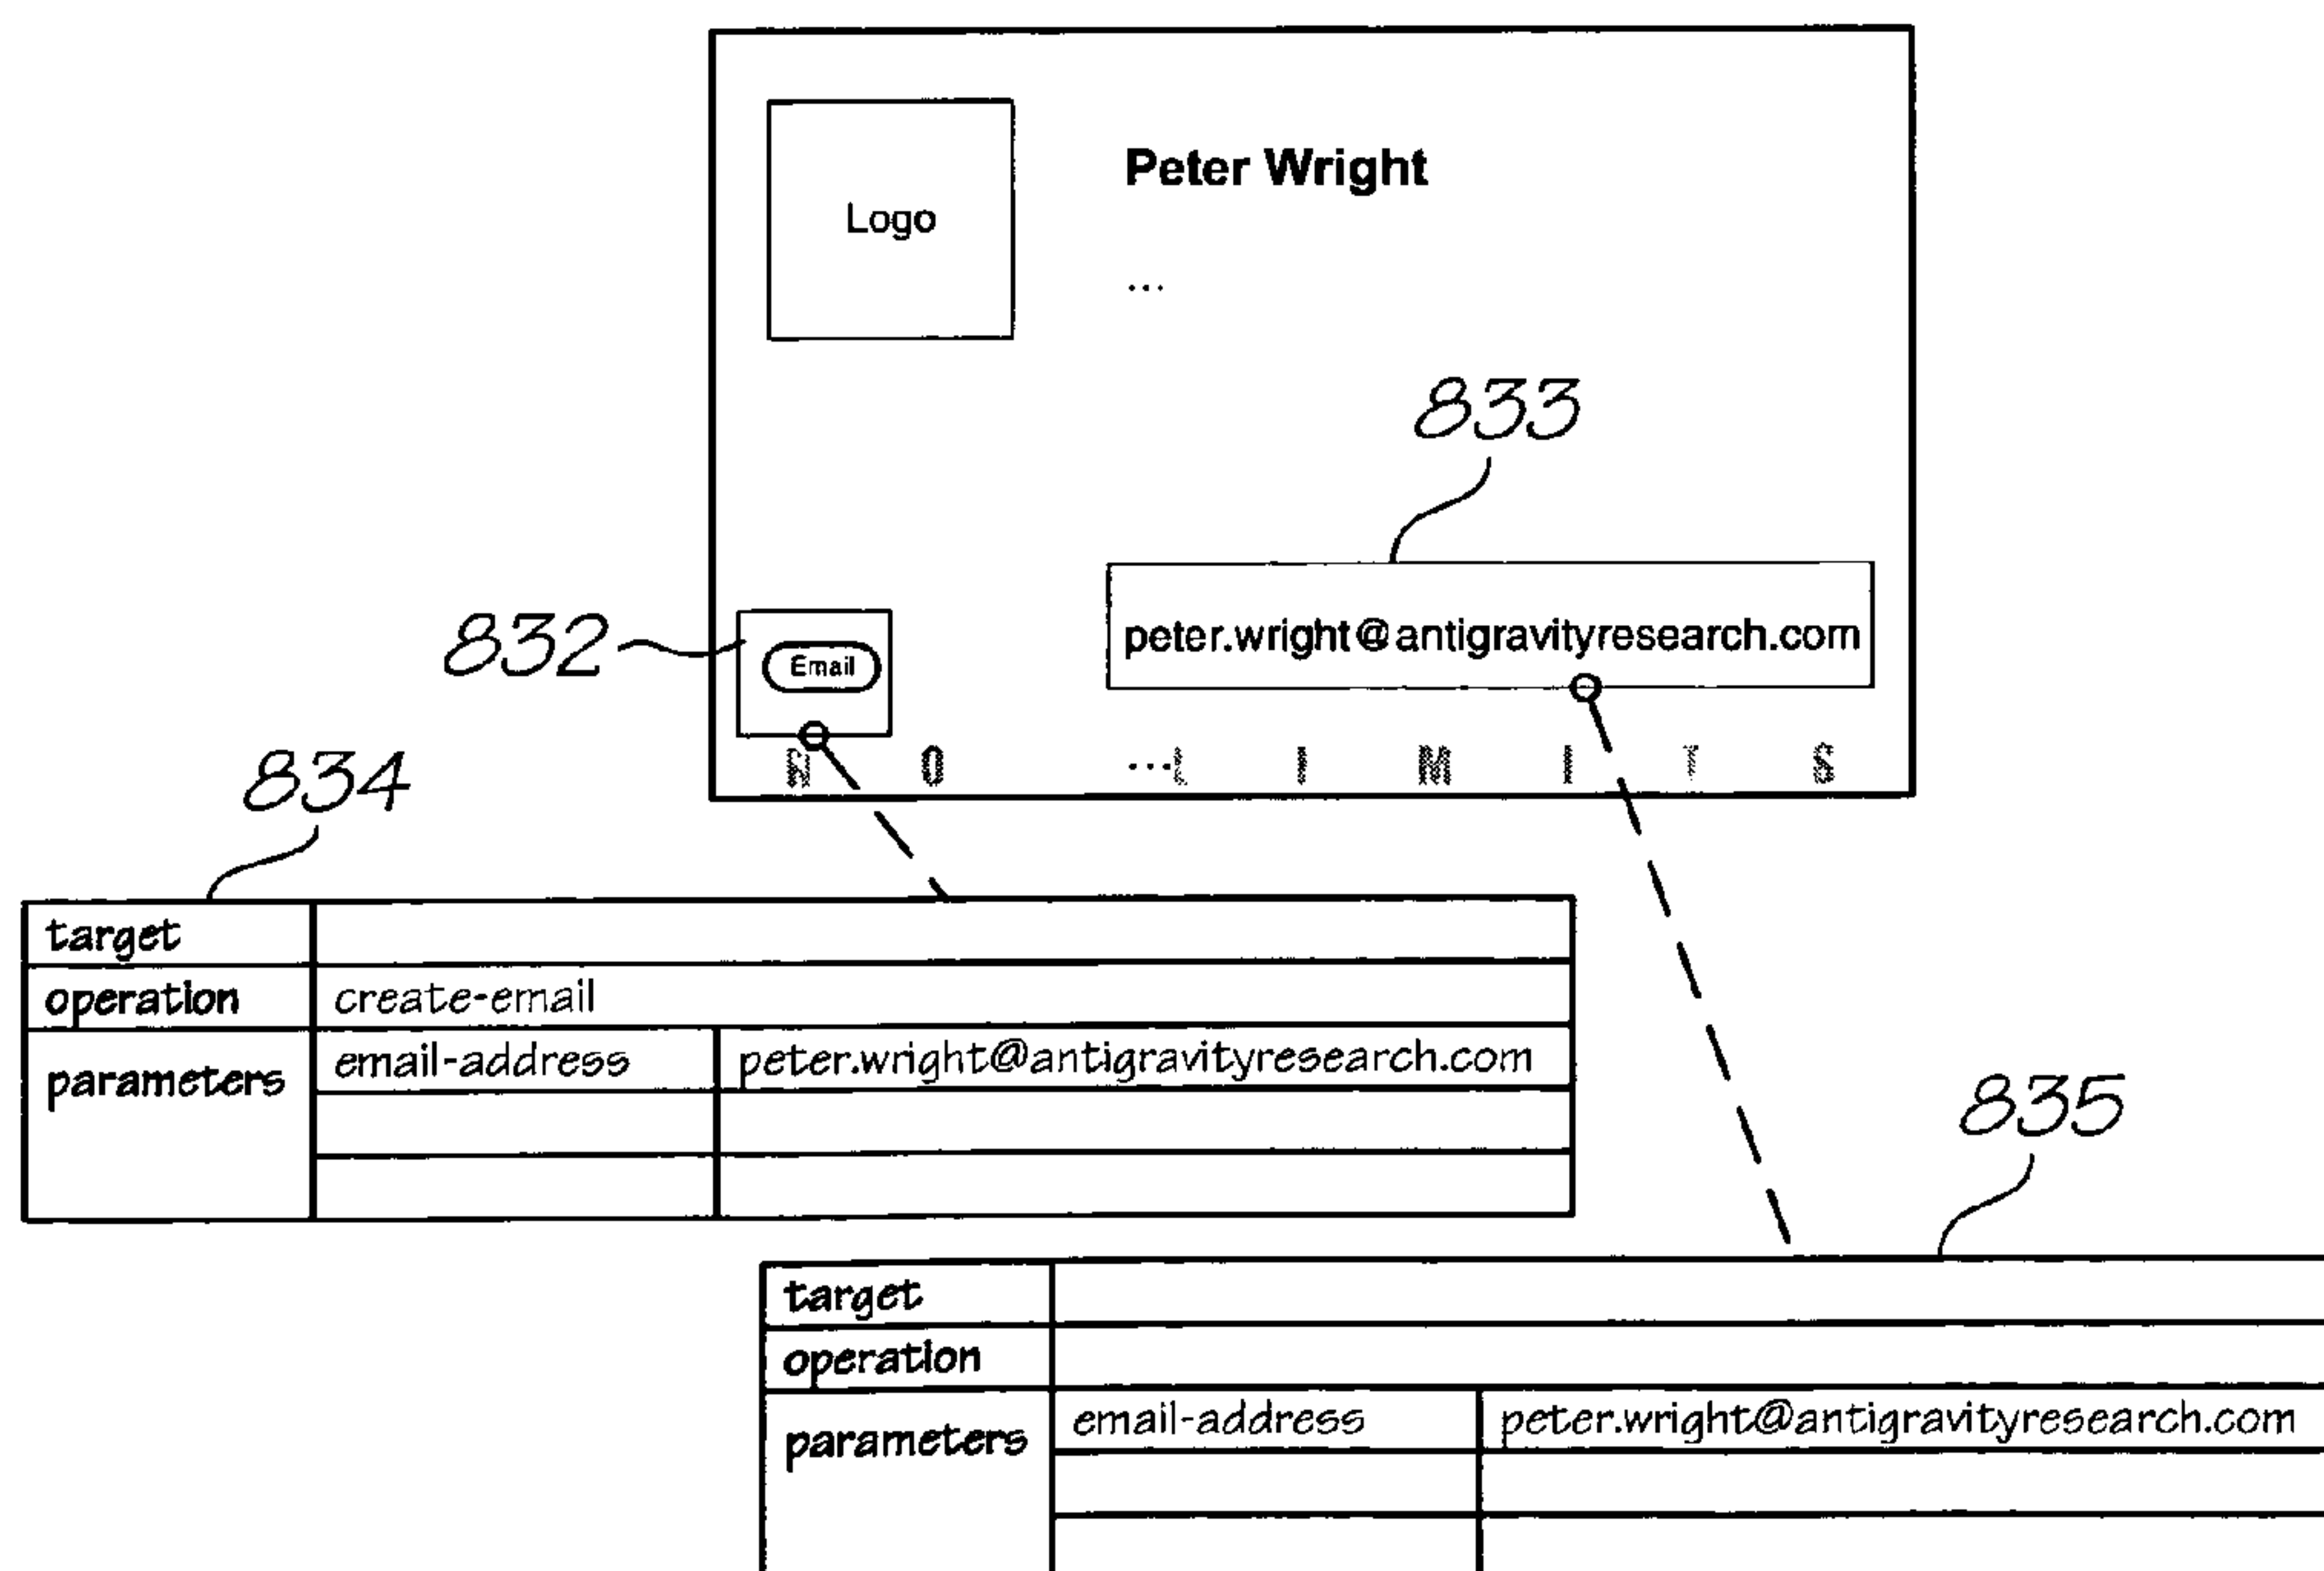 Peter Wright
Logo
...
833
832
Email
peter.wright@antigravityresearch.com
N O ...L I M I T S
834
target
operation create-email
parameters email-address peter.wright@antigravityresearch.com
835
target
operation
parameters email-address peter.wright@antigravityresearch.com